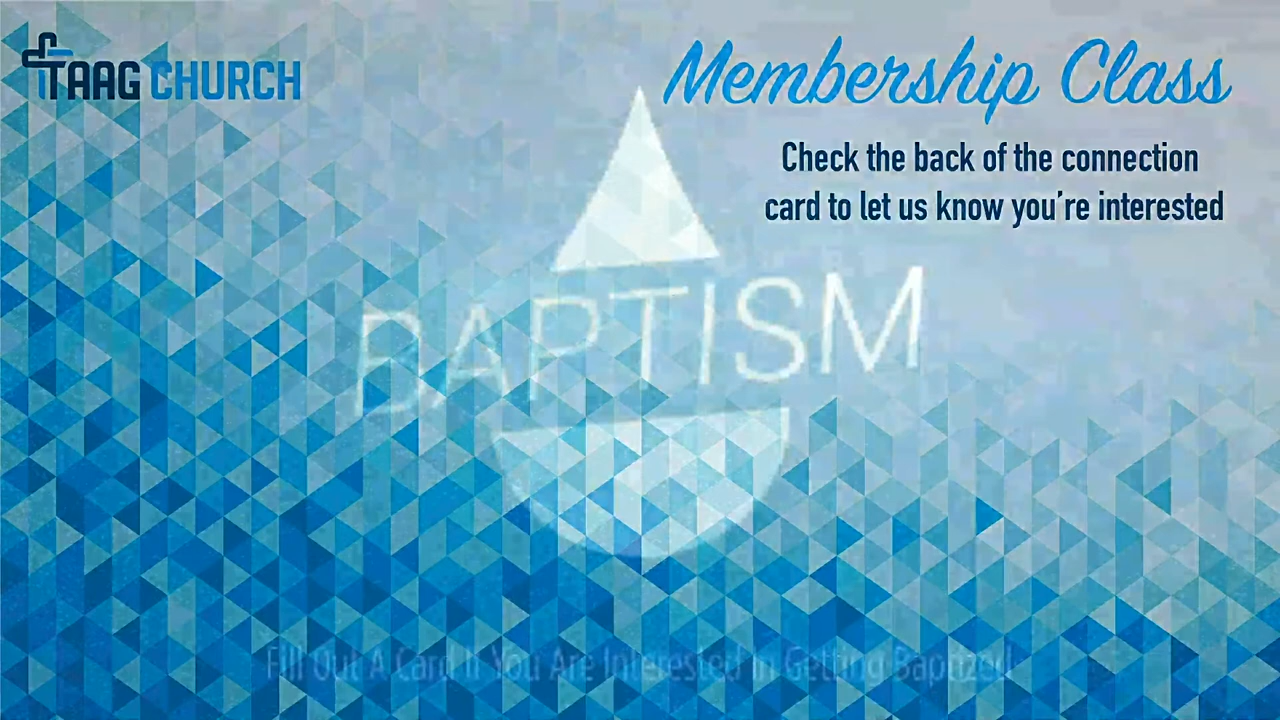 TAAG CHURCH
Membership Class
Check the back of the connection
card to let us know you're interested
BAPTISM
Fill Out A Card If You Are Interested In Getting Baptized